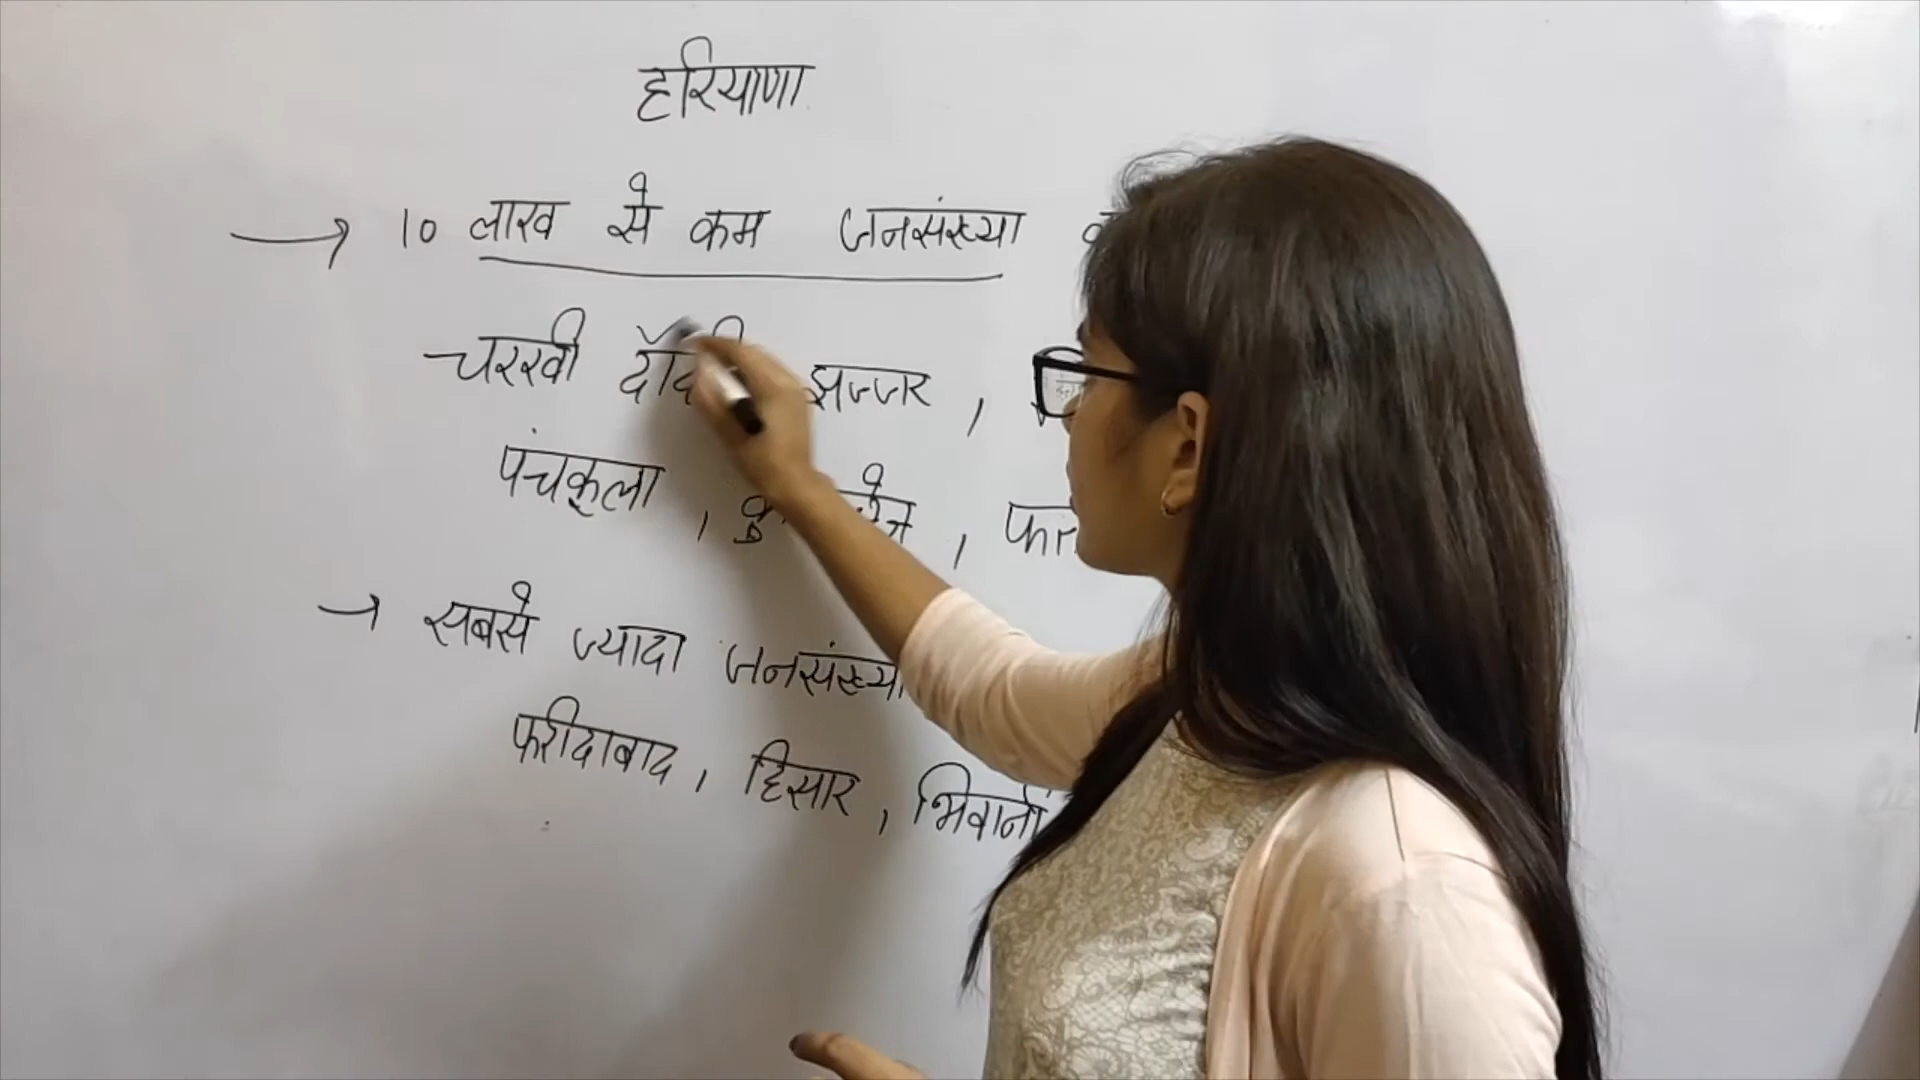 हरियाणा
→ 10 लाख से कम जनसंख्या
चरखी झज्जर ,
पंचकूला , ,
→ सबसे ज्यादा जनसंख्या
फरीदाबाद , हिसार , भिवानी